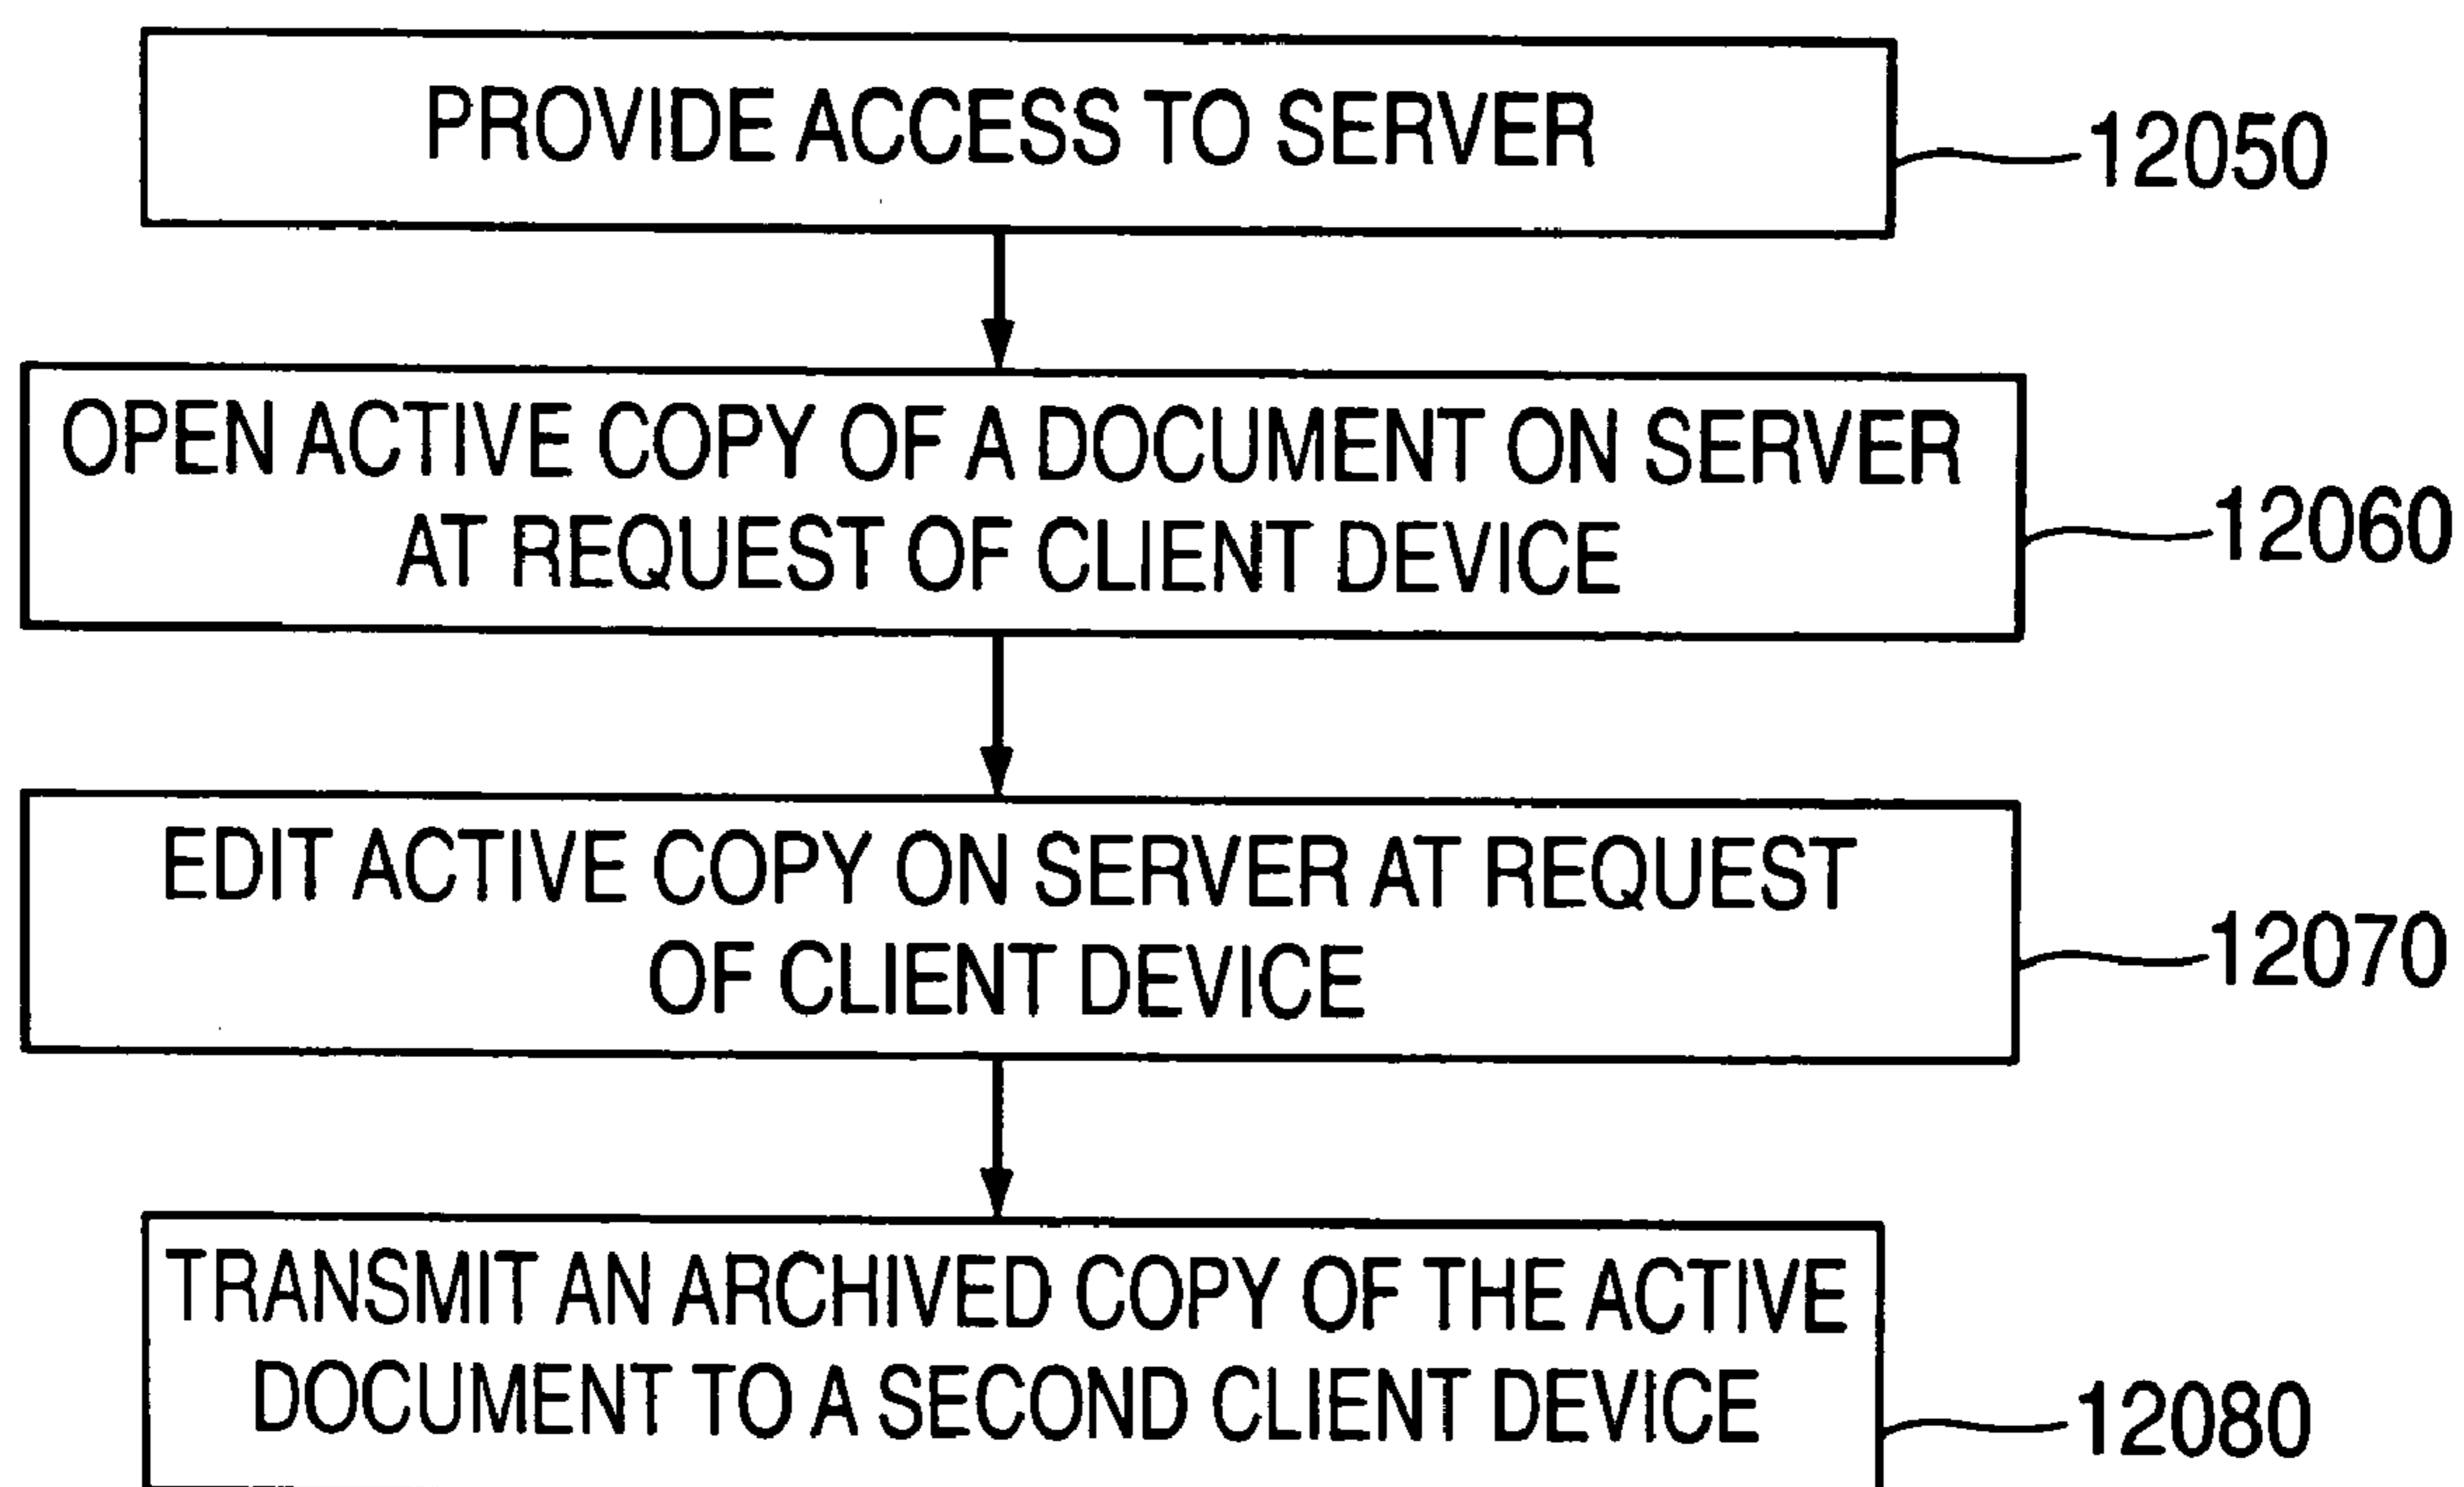 PROVIDE ACCESS TO SERVER
12050
OPEN ACTIVE COPY OF A DOCUMENT ON SERVER
AT REQUEST OF CLIENT DEVICE
12060
EDIT ACTIVE COPY ON SERVER AT REQUEST
OF CLIENT DEVICE
12070
TRANSMIT AN ARCHIVED COPY OF THE ACTIVE
DOCUMENT TO A SECOND CLIENT DEVICE
12080